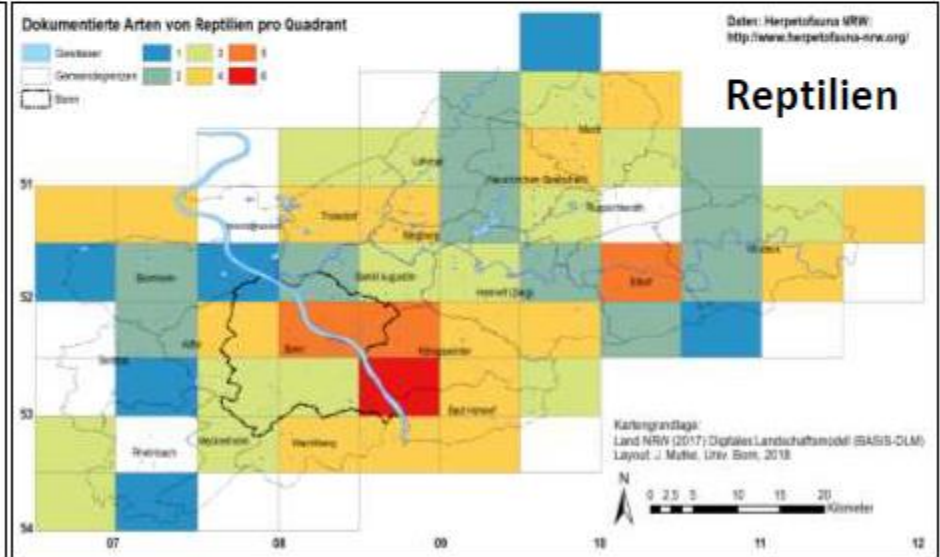 Dokumentierte Arten von Reptilien pro Quadrant
Gewässer
1 3 5
Gemeindegrenzen
2 4 6
Bonn
Daten: Herpetofauna NRW:
http://www.herpetofauna-nrw.org/
Reptilien
Much
Lohmar
51
Ruppichteroth
Troisdorf
Siegburg
Windeck
Bornheim
Sankt Augustin
Eitorf
Hennef (Sieg)
52
Alfter
Bonn
Königswinter
Swisttal
53
Bad Honnef
Meckenheim
Wachtberg
Rheinbach
54
07 08 09 10 11 12
Kartengrundlage:
Land NRW (2017) Digitales Landschaftsmodell (BASIS-DLM)
Layout: J. Mutke, Univ. Bonn, 2018
N
0 2,5 5 10 15 20
Kilometer